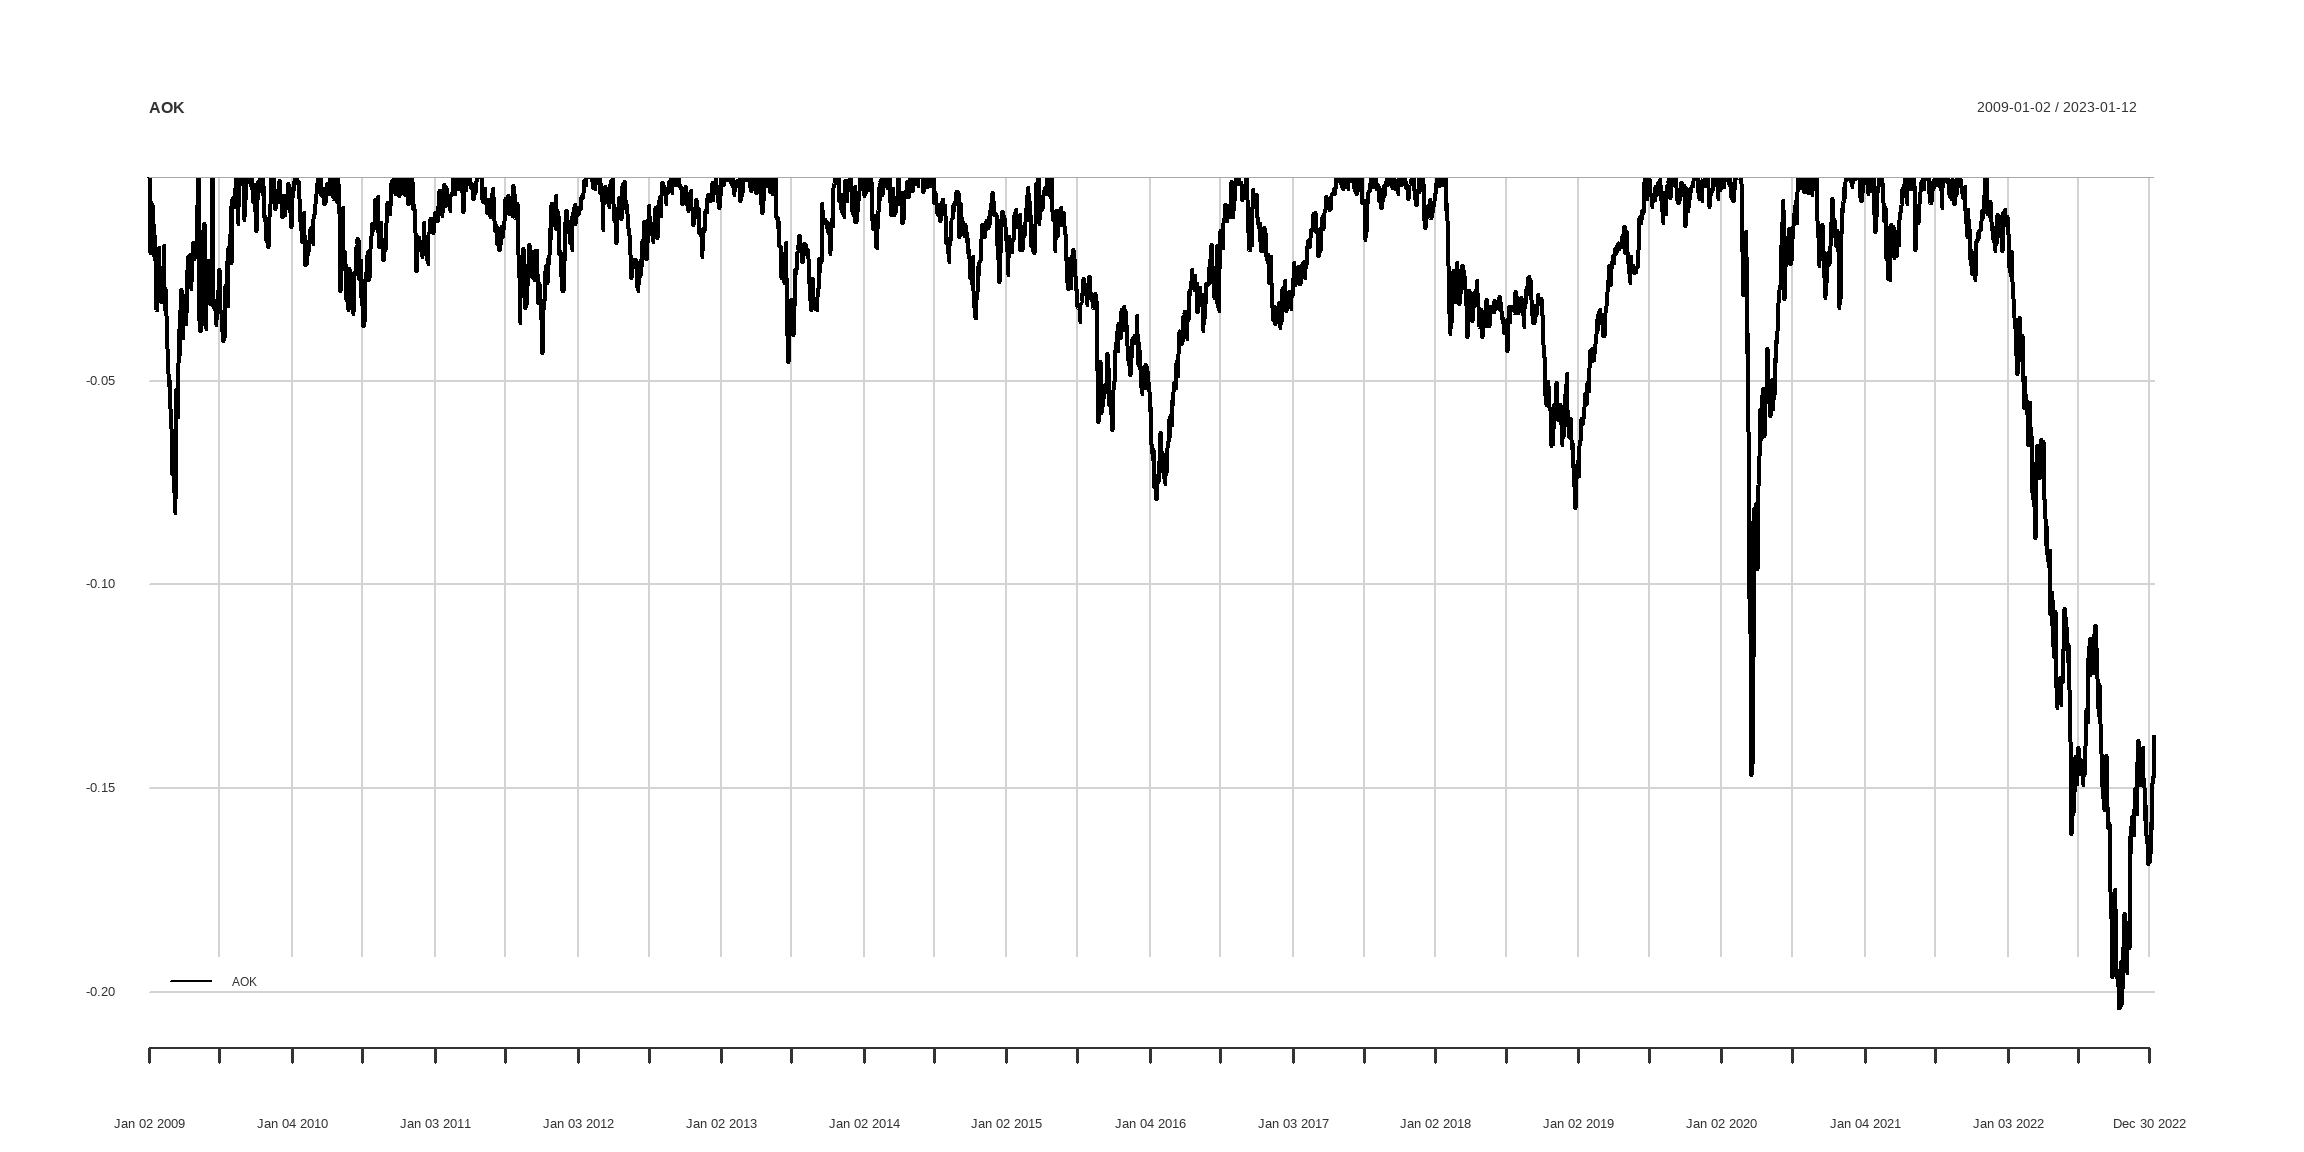 AOK
2009-01-02 / 2023-01-12
-0.05
-0.10
-0.15
-0.20
AOK
Jan 02 2009
Jan 04 2010
Jan 03 2011
Jan 03 2012
Jan 02 2013
Jan 02 2014
Jan 02 2015
Jan 04 2016
Jan 03 2017
Jan 02 2018
Jan 02 2019
Jan 02 2020
Jan 04 2021
Jan 03 2022
Dec 30 2022